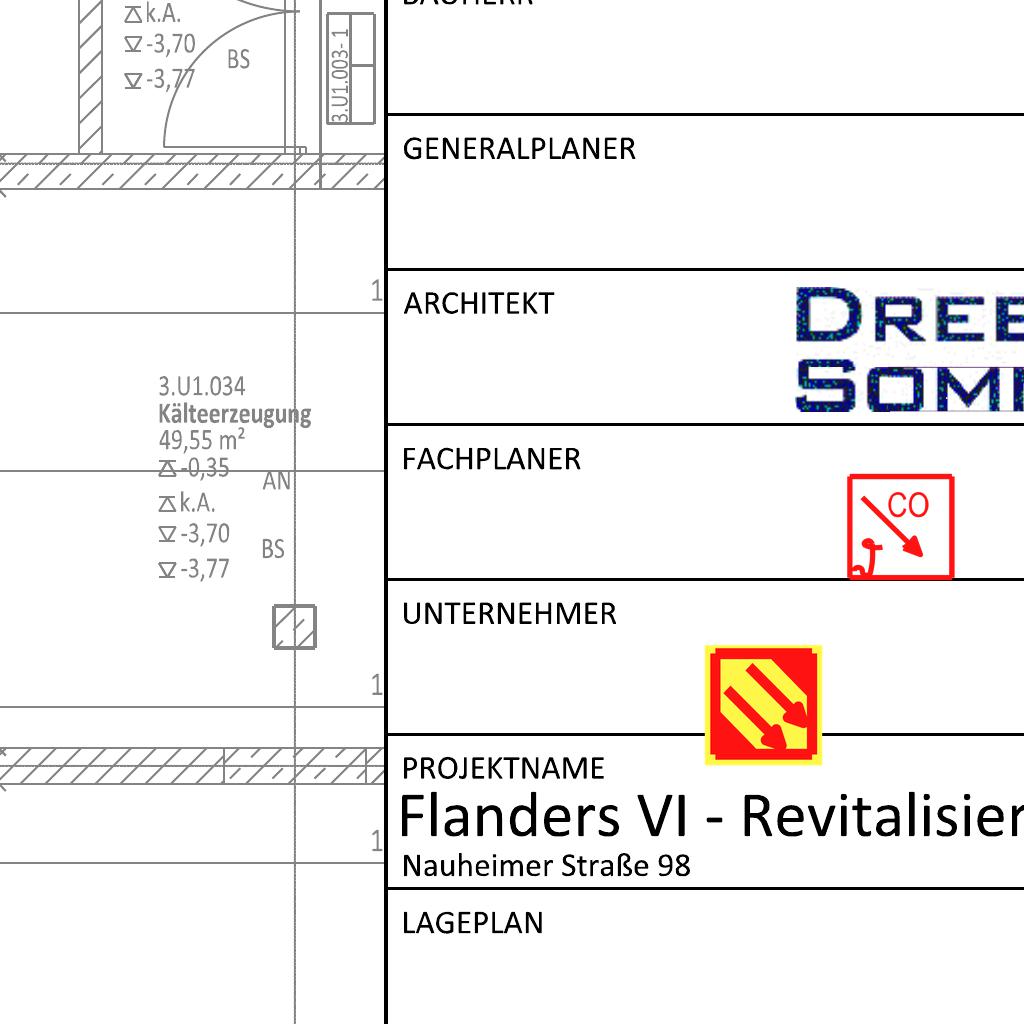 k.A.
-3,70
-3,77
BS
3.U1.003- 1
1
3.U1.034
Kälteerzeugung
49,55 m²
-0,35
AN
k.A.
-3,70
BS
-3,77
1
1
GENERALPLANER
ARCHITEKT
DREE
SOM
FACHPLANER
CO
UNTERNEHMER
PROJEKTNAME
Flanders VI - Revitalisier
Nauheimer Straße 98
LAGEPLAN